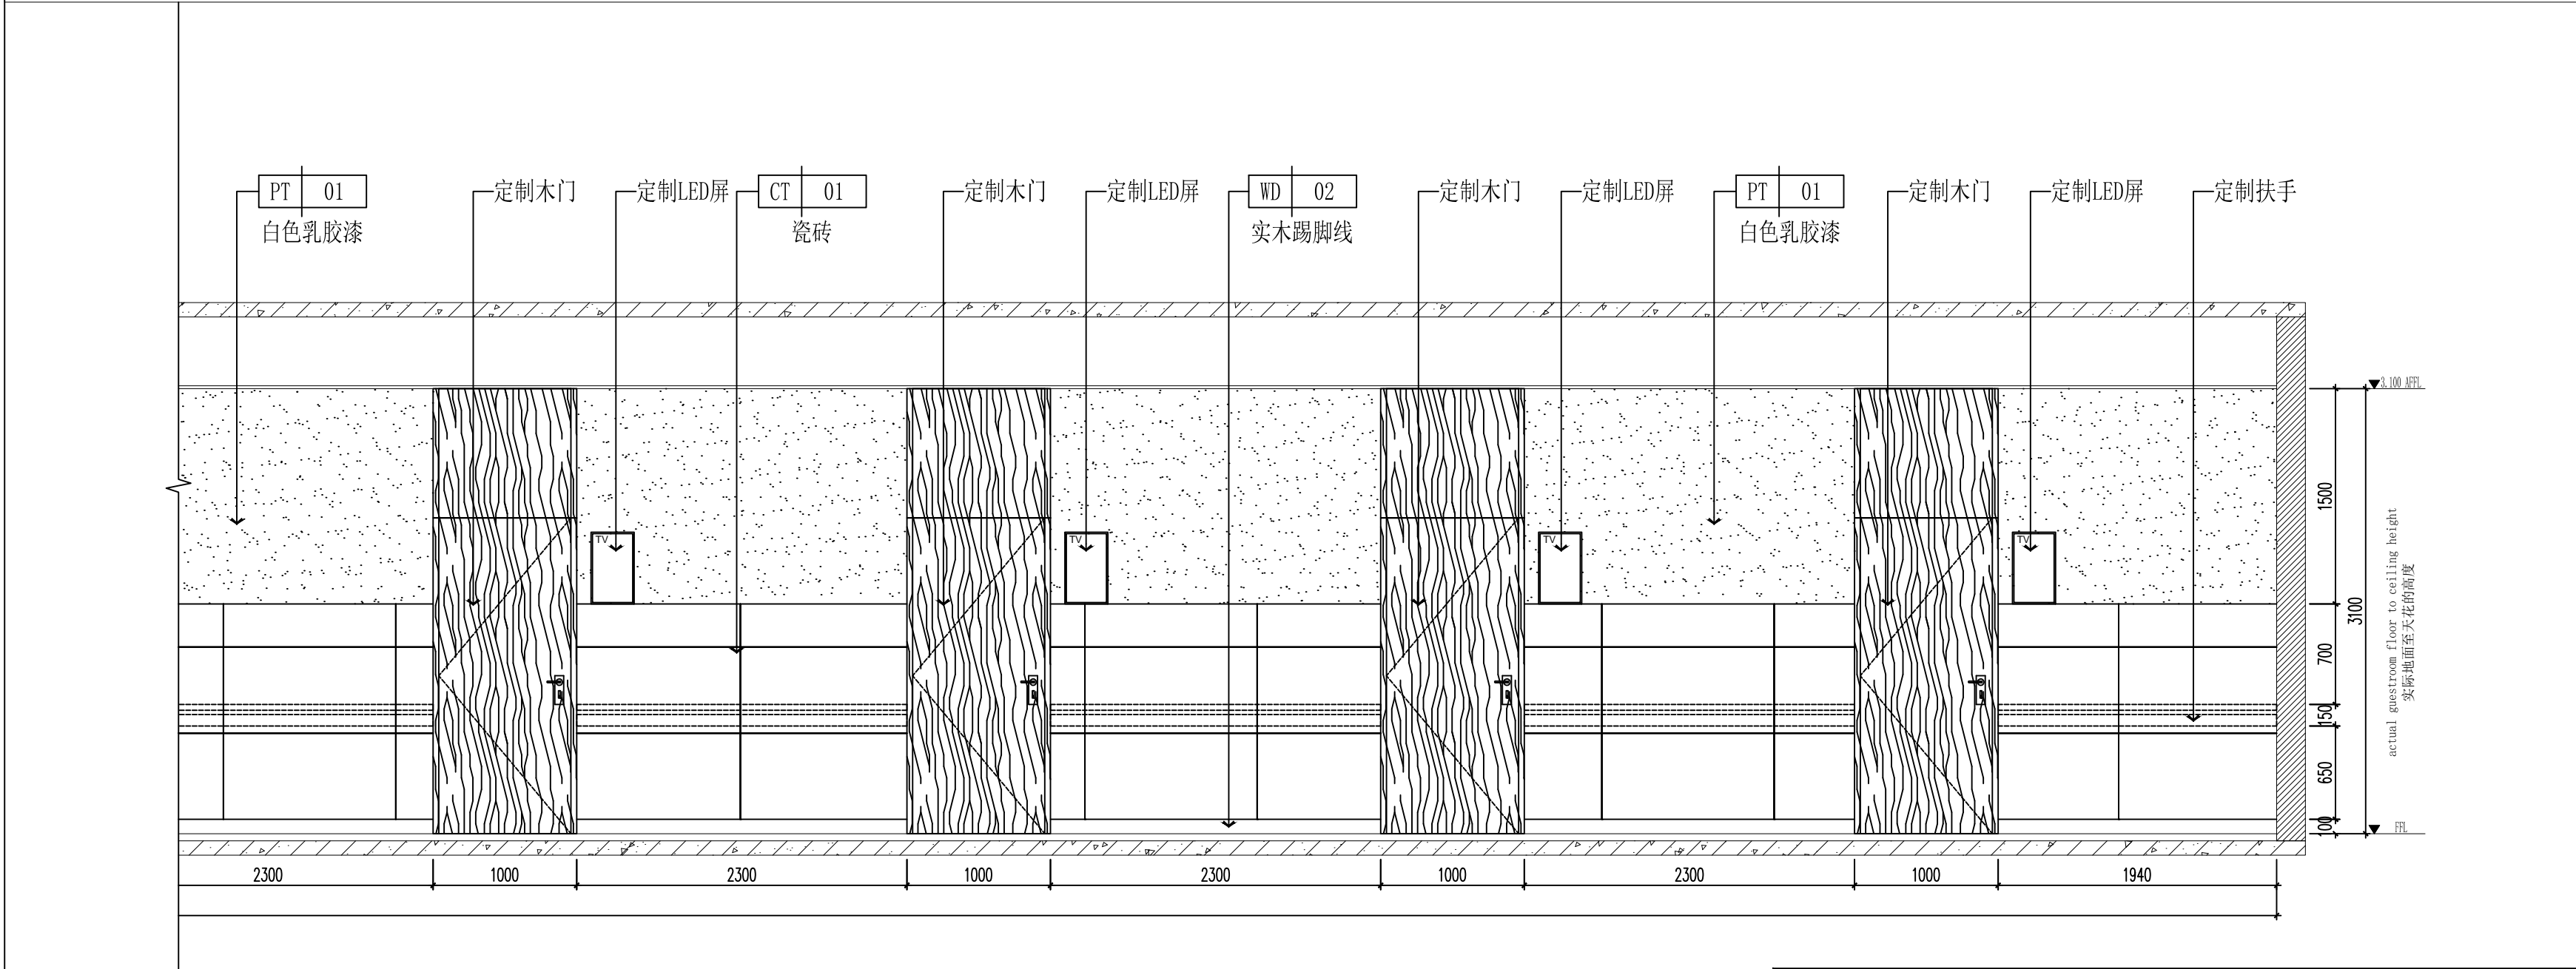 PT 01
白色乳胶漆
定制木门
定制LED屏
CT 01
瓷砖
定制木门
定制LED屏
WD 02
实木踢脚线
定制木门
定制LED屏
PT 01
白色乳胶漆
定制木门
定制LED屏
定制扶手
TV
TV
TV
TV
3.100 AFFL
1500
700
150
650
100
3100
actual guestroom floor to ceiling height
实际地面至天花的高度
FFL
2300
1000
2300
1000
2300
1000
2300
1000
1940